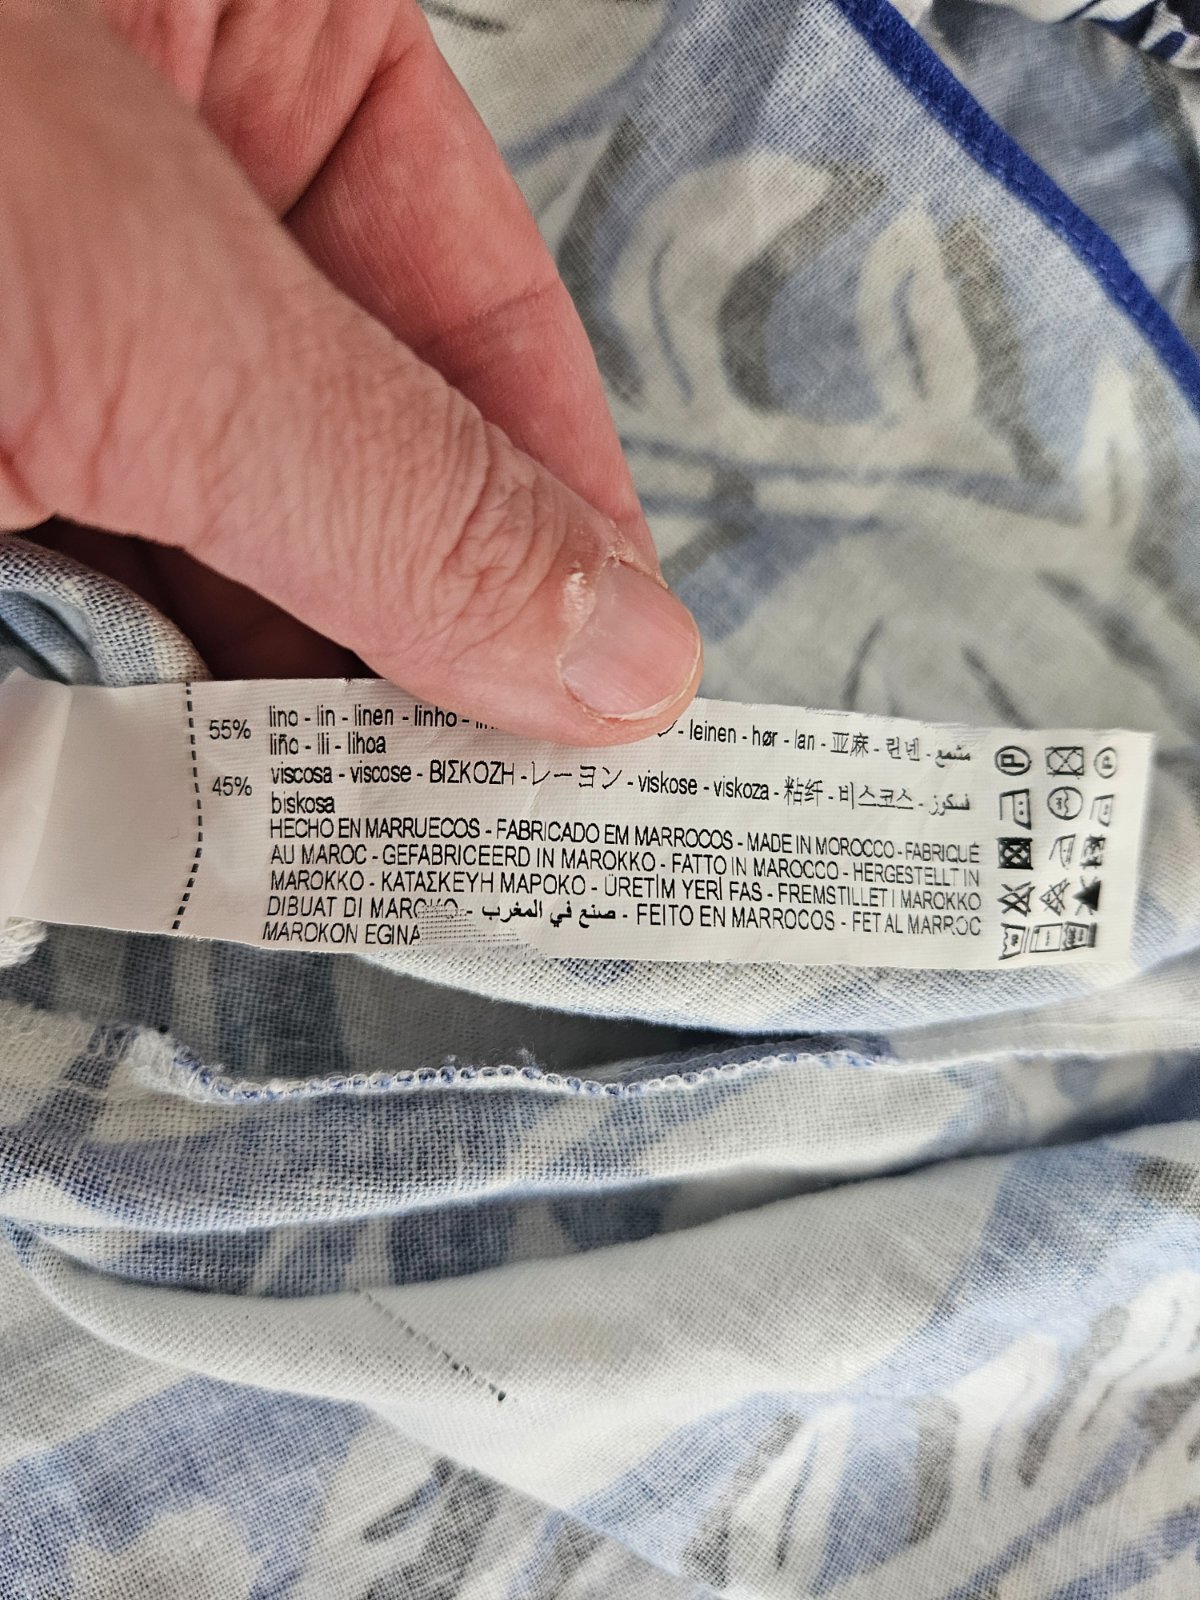 55% lino - lin - linen - linho - - leinen - hør - lan - 亚麻 - 린넨 - مشمع
liño - lli - lihoa
45% viscosa - viscose - ΒΙΣΚΟΖΗ - レーヨン - viskose - viskoza - 粘纤 - 비스코스 - فسكوز
biskosa
HECHO EN MARRUECOS - FABRICADO EM MARROCOS - MADE IN MOROCCO - FABRIQUÉ
AU MAROC - GEFABRICEERD IN MAROKKO - FATTO IN MAROCCO - HERGESTELLT IN
MAROKKO - ΚΑΤΑΣΚΕΥΗ ΜΑΡΟΚΟ - ÜRETİM YERİ FAS - FREMSTILLET I MAROKKO
DIBUAT DI MAROKO - صنع في المغرب - FEITO EN MARROCOS - FET AL MARROC
MAROKON EGINA